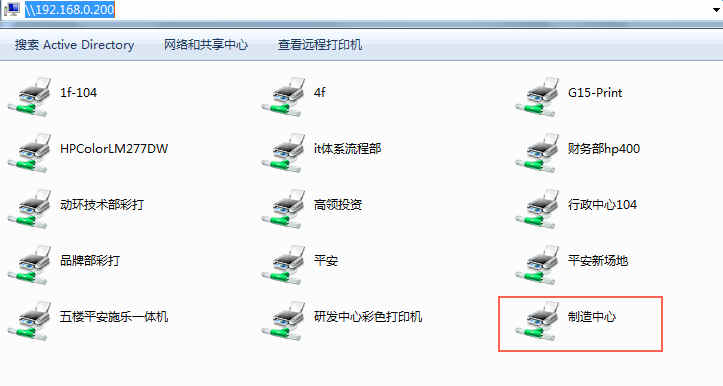 \\192.168.0.200
搜索 Active Directory 网络和共享中心 查看远程打印机
1f-104 4f G15-Print
HPColorLM277DW it体系流程部 财务部hp400
动环技术部彩打 高领投资 行政中心104
品牌部彩打 平安 平安新场地
五楼平安施乐一体机 研发中心彩色打印机 制造中心